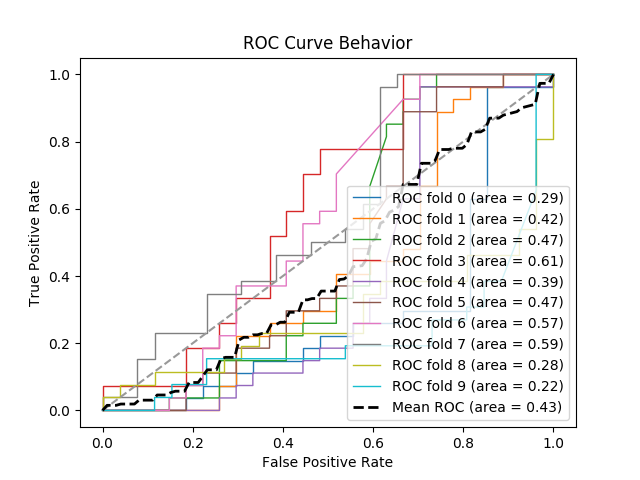 ROC Curve Behavior
True Positive Rate
1.0
0.8
0.6
0.4
0.2
0.0
ROC fold 0 (area = 0.29)
ROC fold 1 (area = 0.42)
ROC fold 2 (area = 0.47)
ROC fold 3 (area = 0.61)
ROC fold 4 (area = 0.39)
ROC fold 5 (area = 0.47)
ROC fold 6 (area = 0.57)
ROC fold 7 (area = 0.59)
ROC fold 8 (area = 0.28)
ROC fold 9 (area = 0.22)
Mean ROC (area = 0.43)
0.0 0.2 0.4 0.6 0.8 1.0
False Positive Rate